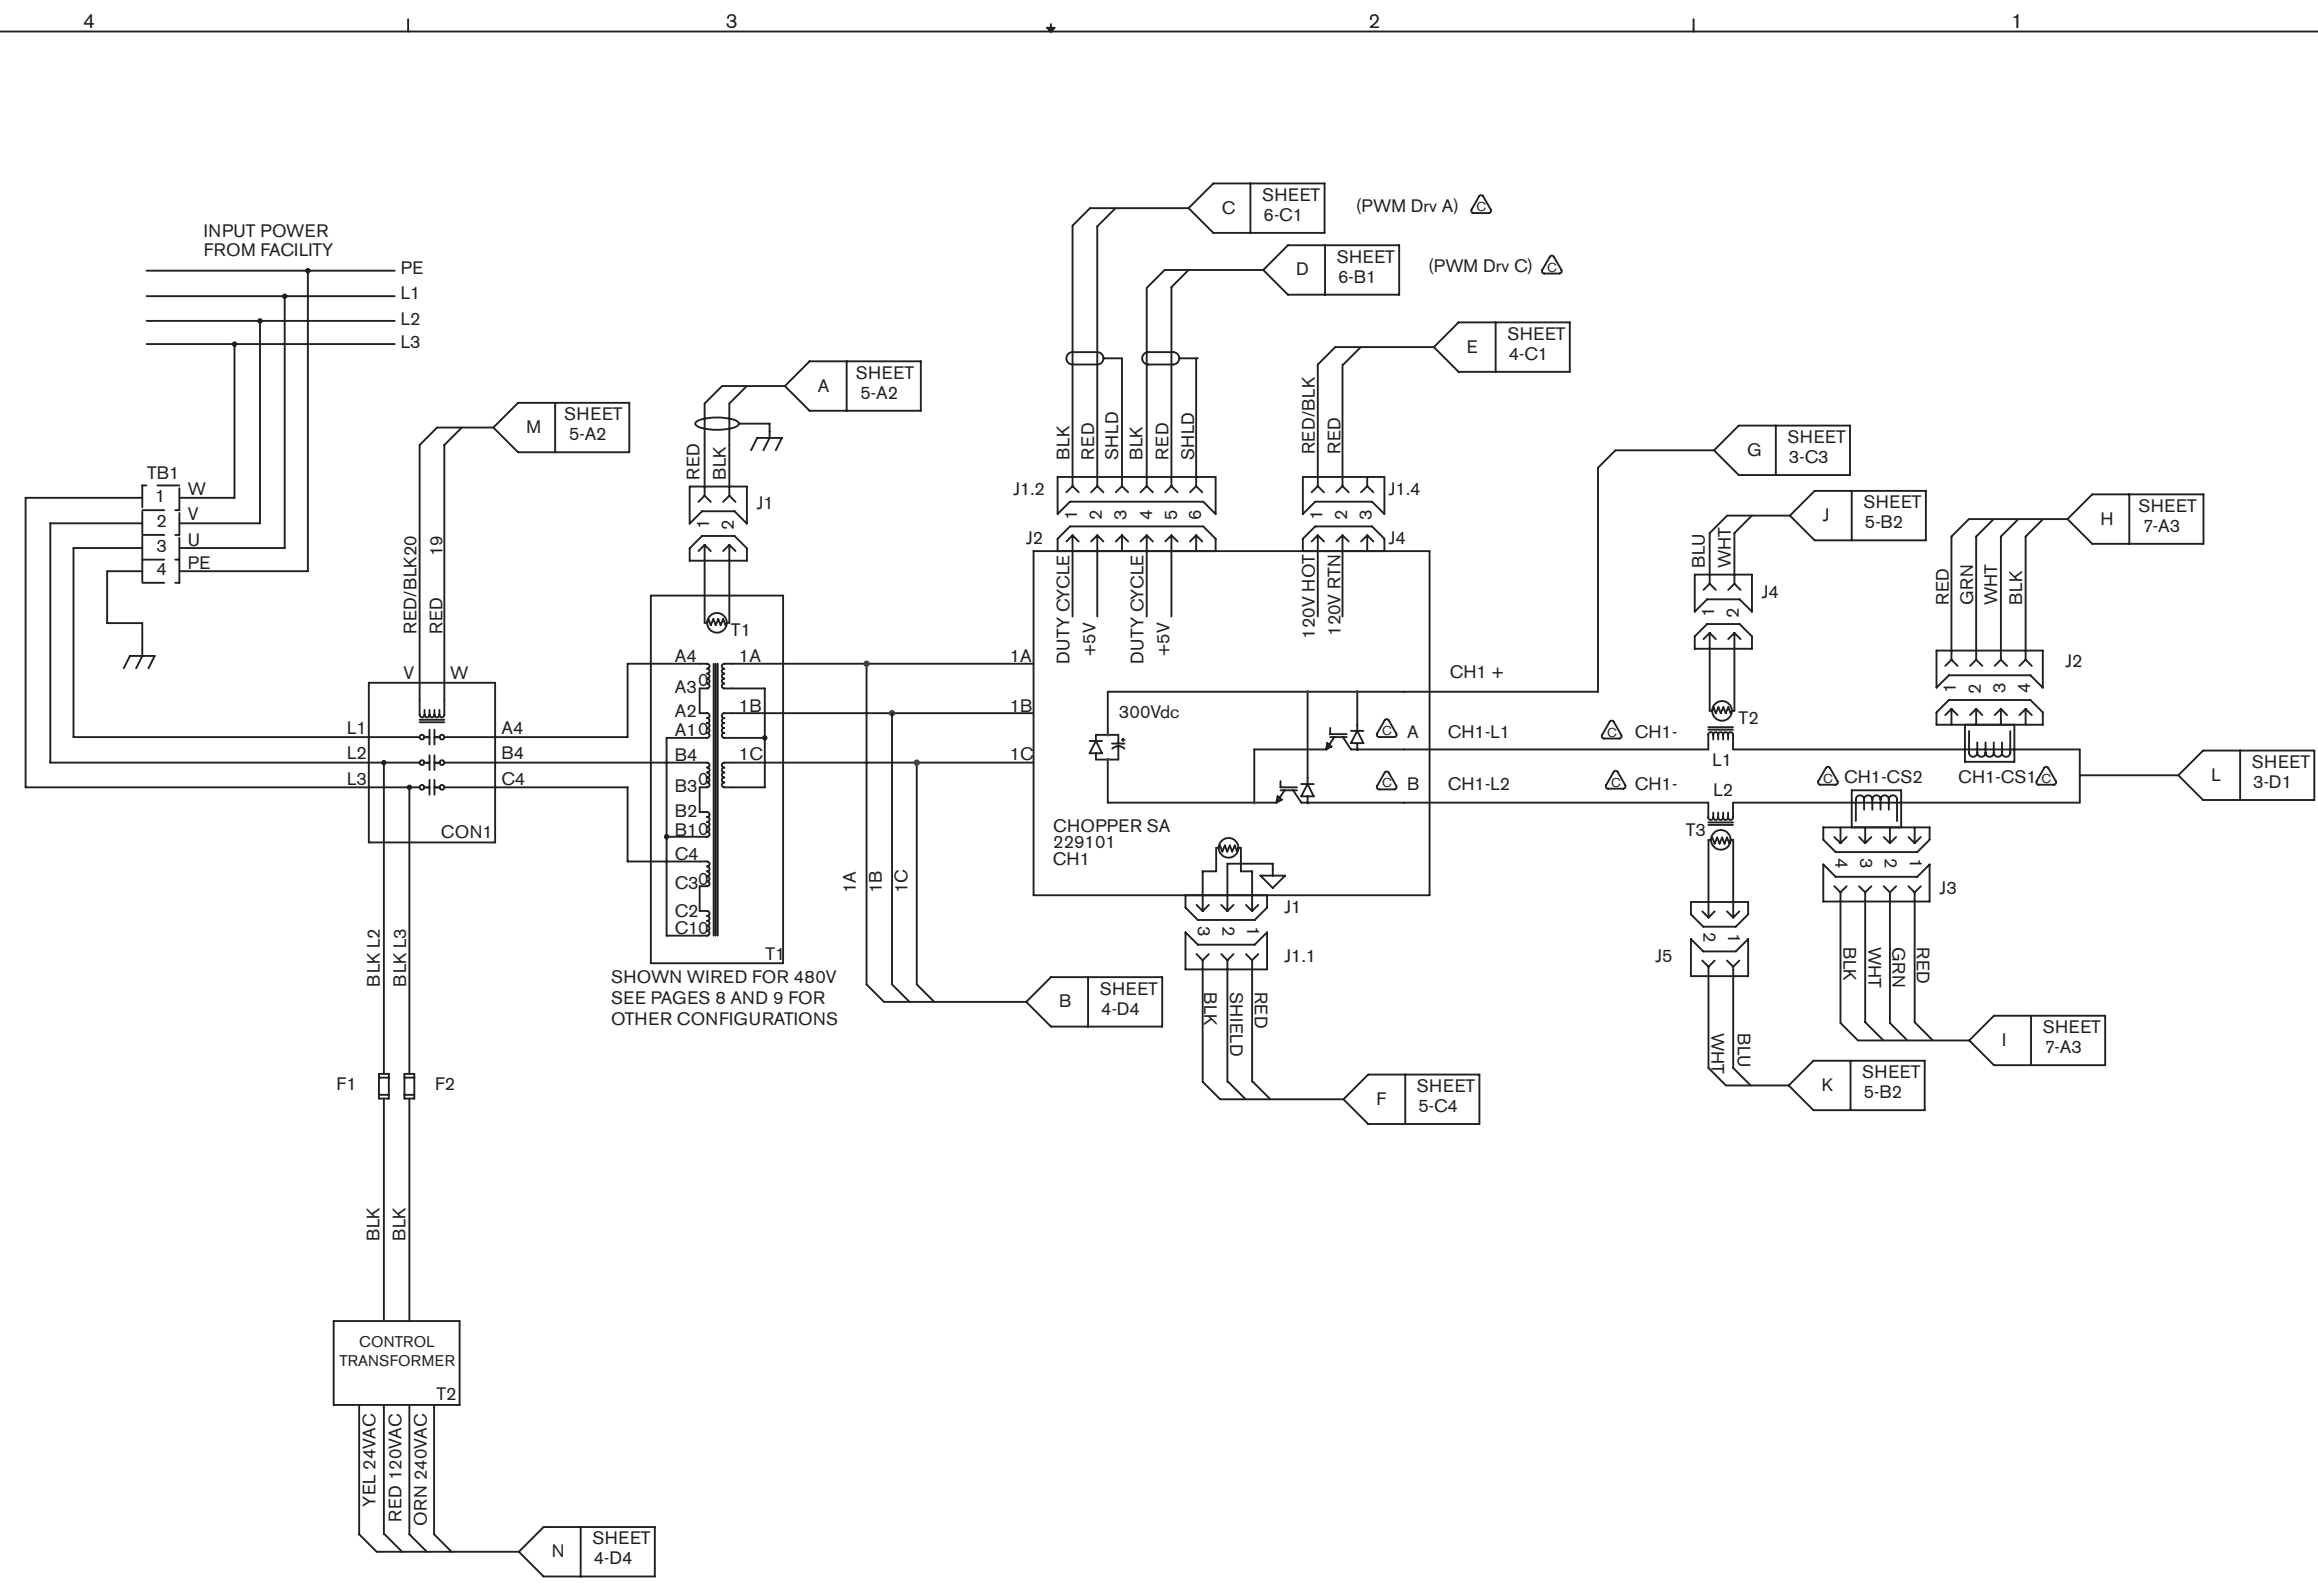 4
3
2
1
INPUT POWER
FROM FACILITY
PE
L1
L2
L3
TB1
1
W
2
V
3
U
4
PE
M
SHEET
5-A2
RED/BLK20
RED 19
V
W
L1
L2
L3
A4
B4
C4
CON1
BLK L2
BLK L3
F1
F2
BLK
BLK
CONTROL
TRANSFORMER
T2
YEL 24VAC
RED 120VAC
ORN 240VAC
N
SHEET
4-D4
A
SHEET
5-A2
RED
BLK
J1
1
2
T1
A4
0
A3
A2
A1
0
B4
B3
0
B2
B1
0
C4
C3
0
C2
C1
0
1A
1B
1C
T1
SHOWN WIRED FOR 480V
SEE PAGES 8 AND 9 FOR
OTHER CONFIGURATIONS
1A
1B
1C
B
SHEET
4-D4
C
SHEET
6-C1
(PWM Drv A)
C
D
SHEET
6-B1
(PWM Drv C)
C
E
SHEET
4-C1
BLK
RED
SHLD
BLK
RED
SHLD
J1.2
1
2
3
4
5
6
J2
RED/BLK
RED
J1.4
1
2
3
J4
DUTY CYCLE
+5V
DUTY CYCLE
+5V
120V HOT
120V RTN
1A
1B
1C
300Vdc
CHOPPER SA
229101
CH1
C
A
C
B
CH1 +
CH1-L1
CH1-L2
J1
3
2
1
J1.1
BLK
SHIELD
RED
F
SHEET
5-C4
G
SHEET
3-C3
J
SHEET
5-B2
BLU
WHT
J4
1
2
T2
C
CH1-
L1
C
CH1-
L2
T3
2
1
J5
WHT
BLU
K
SHEET
5-B2
H
SHEET
7-A3
RED
GRN
WHT
BLK
J2
1
2
3
4
C
CH1-CS2
CH1-CS1
C
4
3
2
1
J3
BLK
WHT
GRN
RED
I
SHEET
7-A3
L
SHEET
3-D1